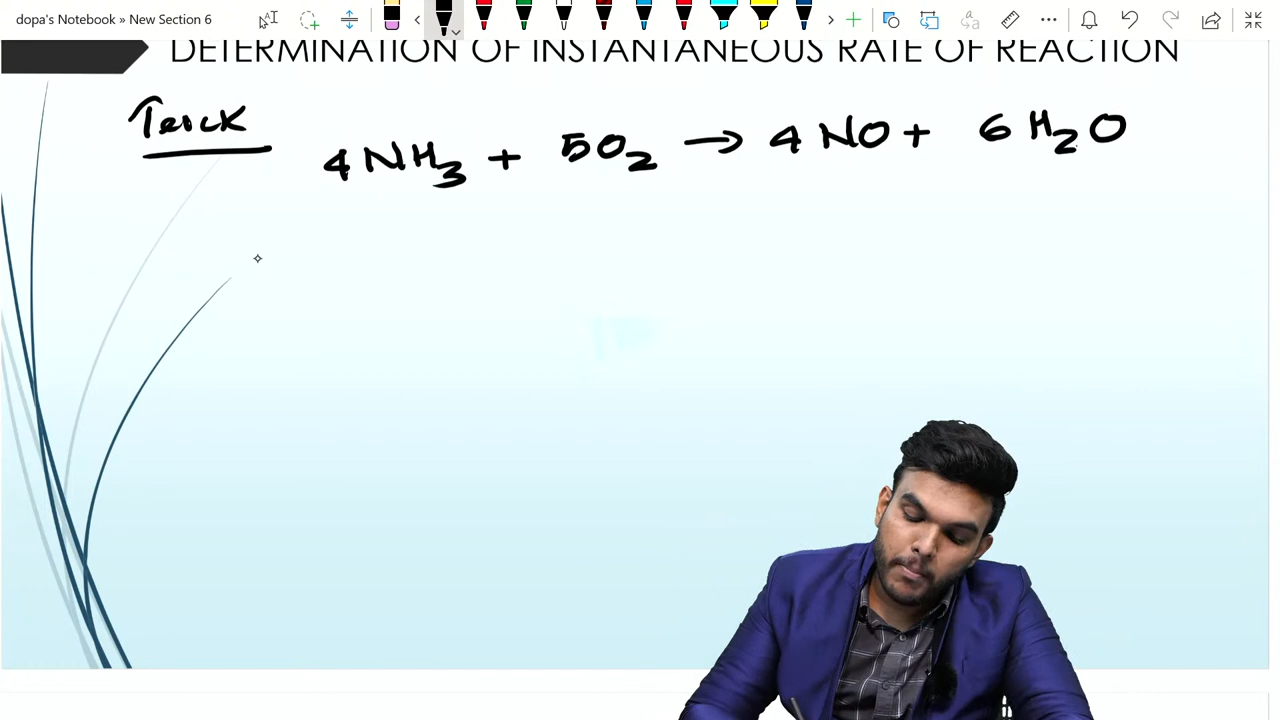 dopa's Notebook » New Section 6
DETERMINATION OF INSTANTANEOUS RATE OF REACTION
Trick
4NH3 + 5O2 → 4NO + 6H2O